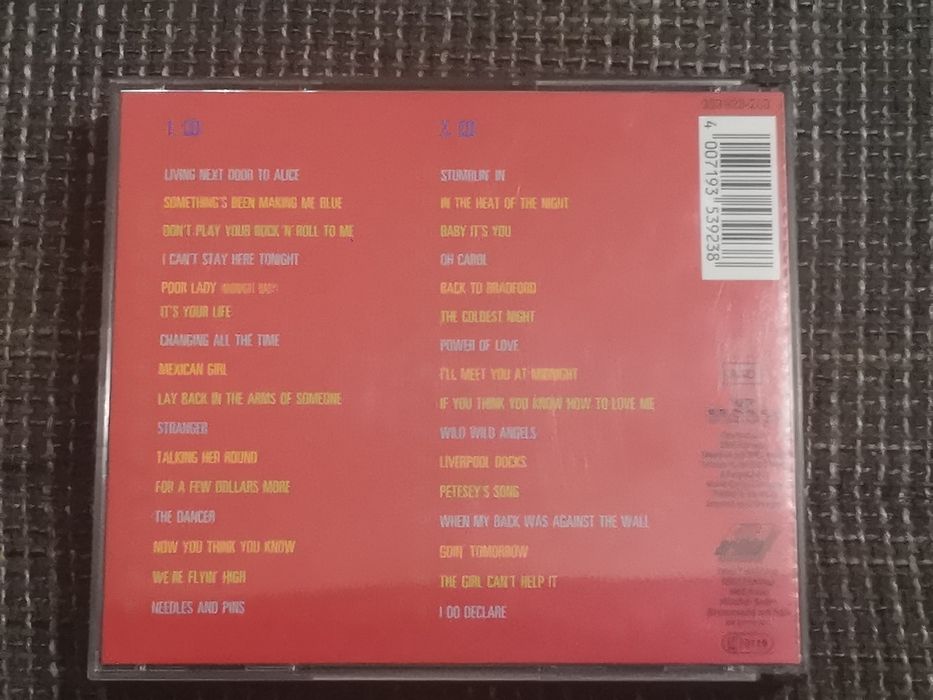 1. CD
LIVING NEXT DOOR TO ALICE
SOMETHING'S BEEN MAKING ME BLUE
DON'T PLAY YOUR ROCK 'N' ROLL TO ME
I CAN'T STAY HERE TONIGHT
POOR LADY (MIDNIGHT BABY)
IT'S YOUR LIFE
CHANGING ALL THE TIME
MEXICAN GIRL
LAY BACK IN THE ARMS OF SOMEONE
STRANGER
TALKING HER ROUND
FOR A FEW DOLLARS MORE
THE DANCER
NOW YOU THINK YOU KNOW
WE'RE FLYIN' HIGH
NEEDLES AND PINS
2. CD
STUMBLIN' IN
IN THE HEAT OF THE NIGHT
BABY IT'S YOU
OH CAROL
BACK TO BRADFORD
THE COLDEST NIGHT
POWER OF LOVE
I'LL MEET YOU AT MIDNIGHT
IF YOU THINK YOU KNOW HOW TO LOVE ME
WILD WILD ANGELS
LIVERPOOL DOCKS
PETESEY'S SONG
WHEN MY BACK WAS AGAINST THE WALL
GOIN' TOMORROW
THE GIRL CAN'T HELP IT
I DO DECLARE
4 007193 539238